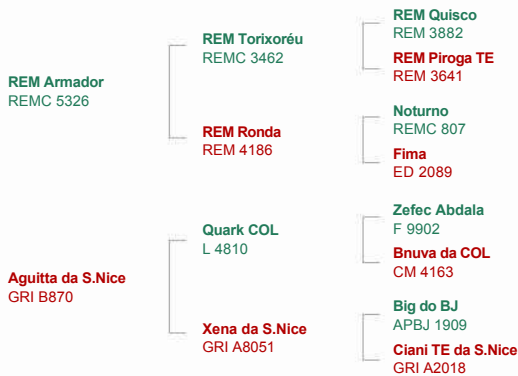 REM Armador
REMC 5326
REM Torixoréu
REMC 3462
REM Quisco
REM 3882
REM Piroga TE
REM 3641
REM Ronda
REM 4186
Noturno
REMC 807
Fima
ED 2089
Aguitta da S.Nice
GRI B870
Quark COL
L 4810
Zefec Abdala
F 9902
Bnuva da COL
CM 4163
Xena da S.Nice
GRI A8051
Big do BJ
APBJ 1909
Ciani TE da S.Nice
GRI A2018